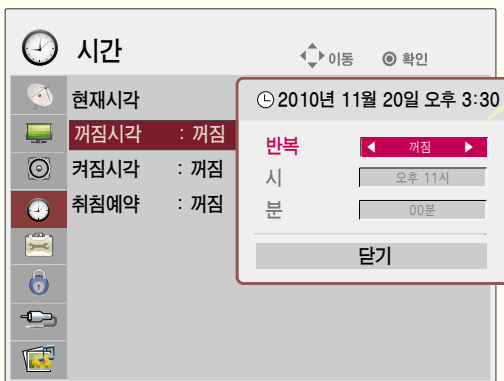 시간
이동 확인
현재시각
꺼짐시각 : 꺼짐
켜짐시각 : 꺼짐
취침예약 : 꺼짐
2010년 11월 20일 오후 3:30
반복 꺼짐
시 오후 11시
분 00분
닫기